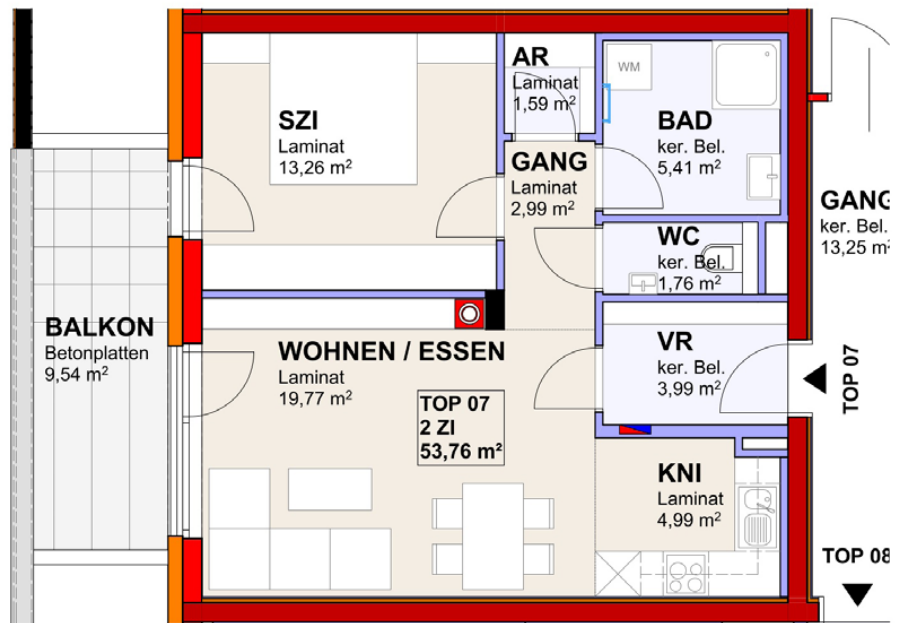 AR
Laminat
1,59 m²
WM
SZI
Laminat
13,26 m²
BAD
ker. Bel.
5,41 m²
GANG
Laminat
2,99 m²
GANG
ker. Bel.
13,25 m²
WC
ker. Bel.
1,76 m²
BALKON
Betonplatten
9,54 m²
WOHNEN / ESSEN
Laminat
19,77 m²
VR
ker. Bel.
3,99 m²
TOP 07
TOP 07
2 ZI
53,76 m²
KNI
Laminat
4,99 m²
TOP 08